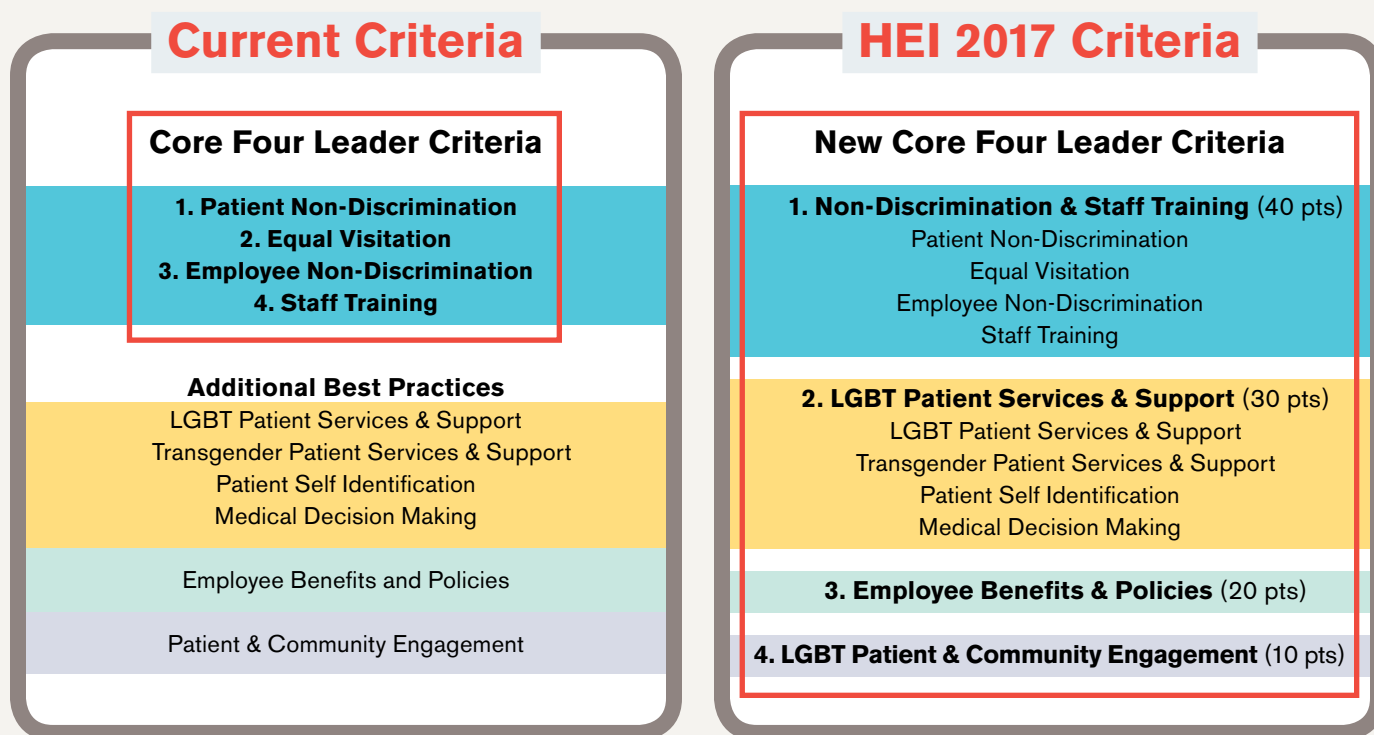 Current Criteria
Core Four Leader Criteria
1. Patient Non-Discrimination
2. Equal Visitation
3. Employee Non-Discrimination
4. Staff Training
Additional Best Practices
LGBT Patient Services & Support
Transgender Patient Services & Support
Patient Self Identification
Medical Decision Making
Employee Benefits and Policies
Patient & Community Engagement
HEI 2017 Criteria
New Core Four Leader Criteria
1. Non-Discrimination & Staff Training (40 pts)
Patient Non-Discrimination
Equal Visitation
Employee Non-Discrimination
Staff Training
2. LGBT Patient Services & Support (30 pts)
LGBT Patient Services & Support
Transgender Patient Services & Support
Patient Self Identification
Medical Decision Making
3. Employee Benefits & Policies (20 pts)
4. LGBT Patient & Community Engagement (10 pts)